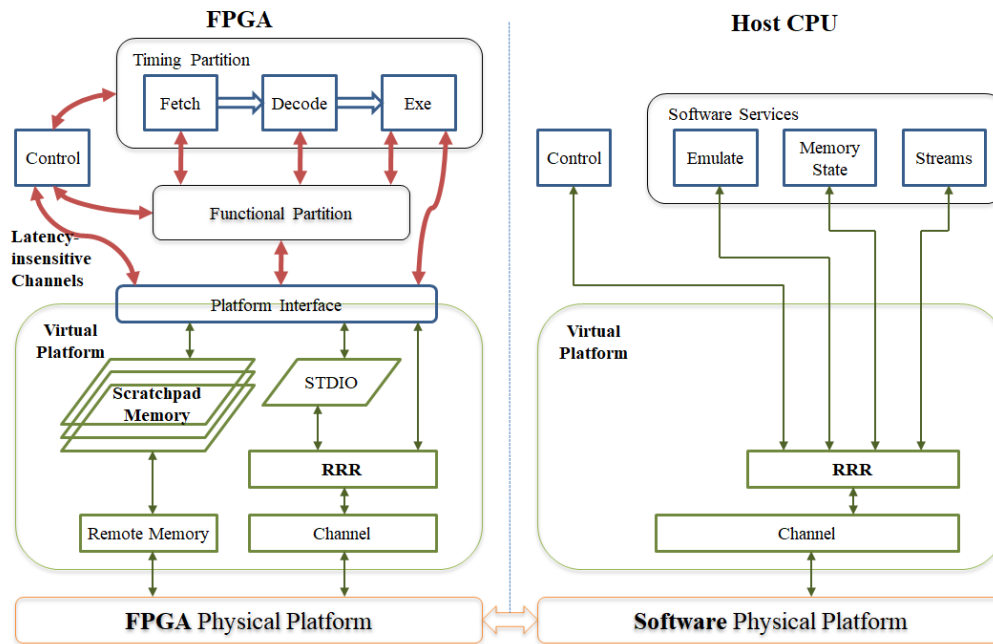 FPGA
Host CPU
Timing Partition
Fetch
Decode
Exe
Control
Functional Partition
Latency-
insensitive
Channels
Platform Interface
Virtual
Platform
Scratchpad
Memory
STDIO
RRR
Remote Memory
Channel
FPGA Physical Platform
Software Services
Control
Emulate
Memory
State
Streams
Virtual
Platform
RRR
Channel
Software Physical Platform